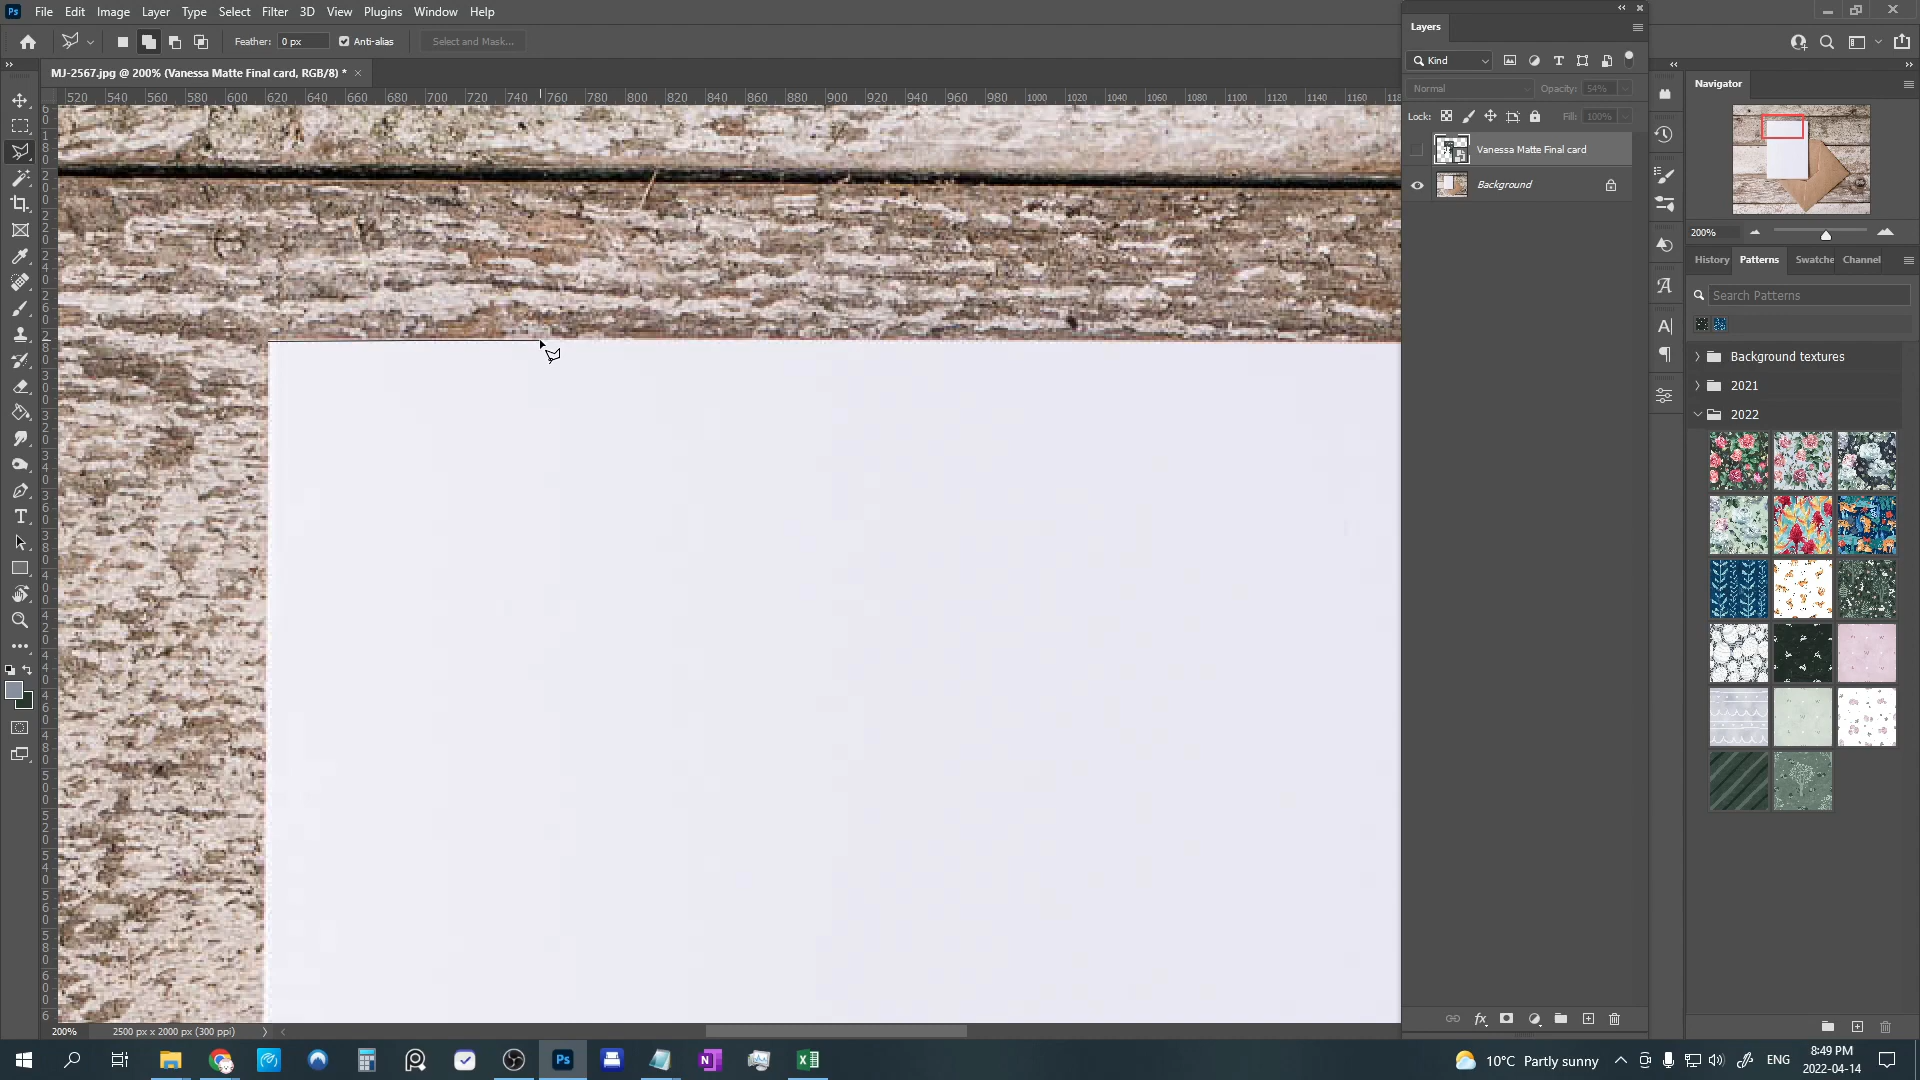 Ps File Edit Image Layer Type Select Filter 3D View Plugins Window Help
Feather: 0 px Anti-alias Select and Mask...
MJ-2567.jpg @ 200% (Vanessa Matte Final card, RGB/8) *
520 540 560 580 600 620 640 660 680 700 720 740 760 780 800 820 840 860 880 900 920 940 960 980 1000 1020 1040 1060 1080 1100 1120 1140 1160
Layers
Kind
Normal Opacity: 54%
Lock: Fill: 100%
Vanessa Matte Final card
Background
Navigator
200%
History Patterns Swatche Channel
Search Patterns
Background textures
2021
2022
200% 2500 px x 2000 px (300 ppi)
10°C Partly sunny ENG 8:49 PM
2022-04-14